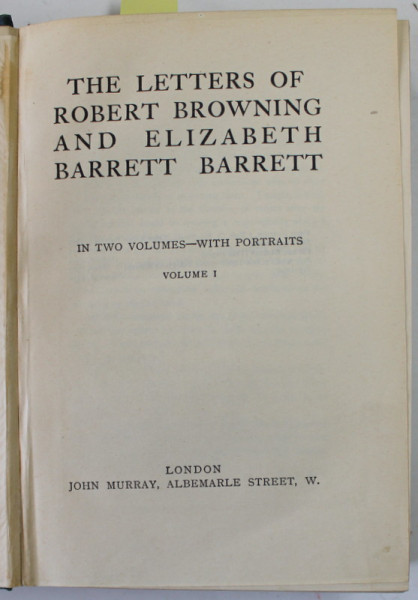 THE LETTERS OF
ROBERT BROWNING
AND ELIZABETH
BARRETT BARRETT
IN TWO VOLUMES—WITH PORTRAITS
VOLUME I
LONDON
JOHN MURRAY, ALBEMARLE STREET, W.